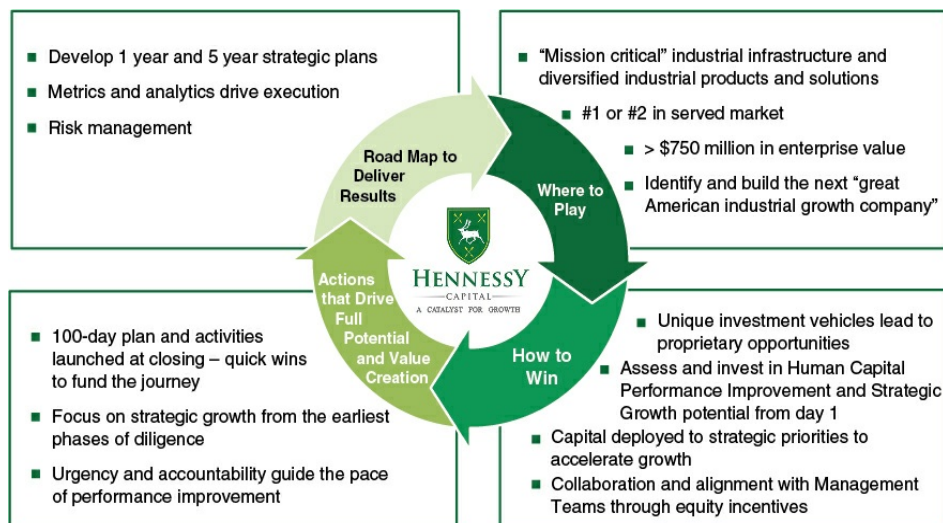 ■ Develop 1 year and 5 year strategic plans
■ Metrics and analytics drive execution
■ Risk management
Road Map to
Deliver
Results
■ “Mission critical” industrial infrastructure and
diversified industrial products and solutions
■ #1 or #2 in served market
■ > $750 million in enterprise value
■ Identify and build the next “great
American industrial growth company”
Where to
Play
HENNESSY
CAPITAL
A CATALYST FOR GROWTH
Actions
that Drive
Full
Potential
and Value
Creation
■ 100-day plan and activities
launched at closing – quick wins
to fund the journey
■ Focus on strategic growth from the earliest
phases of diligence
■ Urgency and accountability guide the pace
of performance improvement
How to
Win
■ Unique investment vehicles lead to
proprietary opportunities
■ Assess and invest in Human Capital
Performance Improvement and Strategic
Growth potential from day 1
■ Capital deployed to strategic priorities to
accelerate growth
■ Collaboration and alignment with Management
Teams through equity incentives